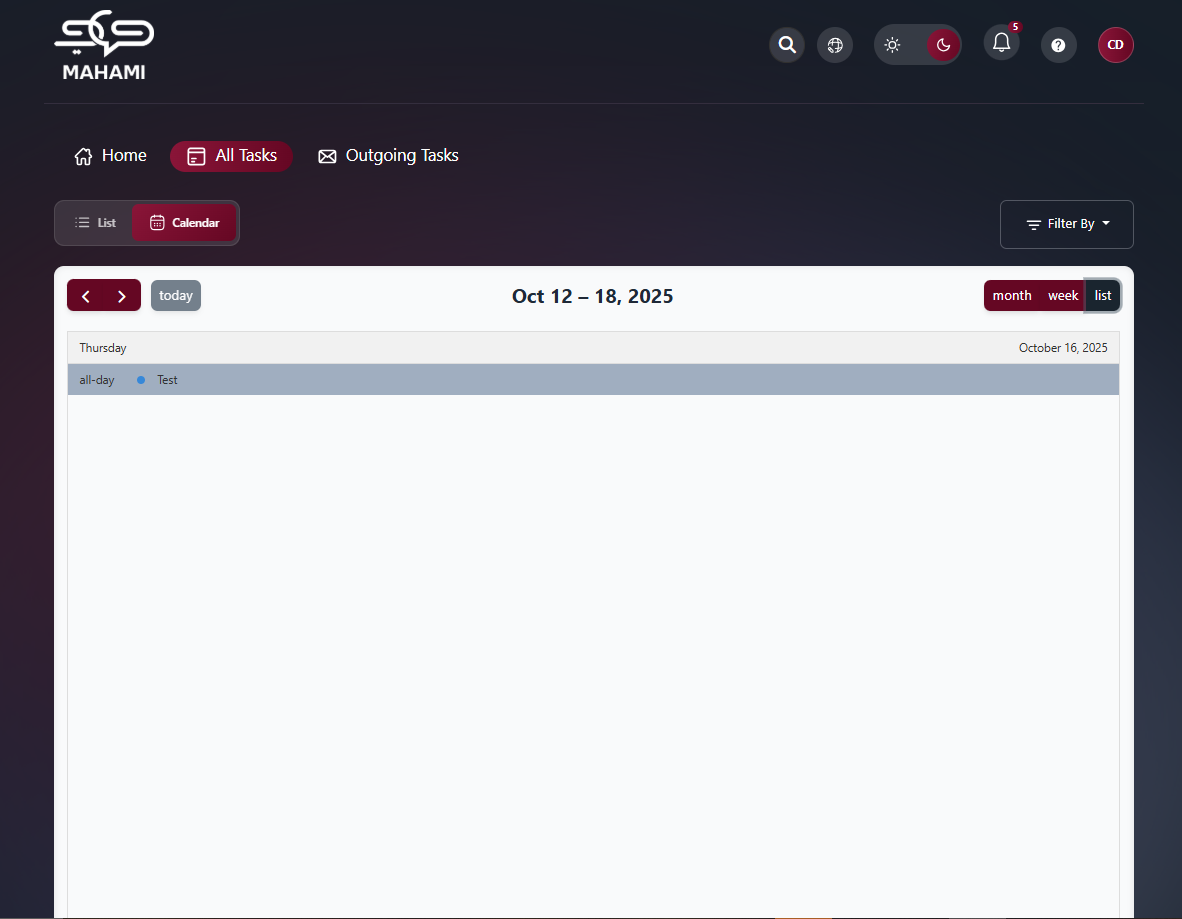 مهامي
MAHAMI
5
?
CD
Home
All Tasks
Outgoing Tasks
List
Calendar
Filter By
today
Oct 12 – 18, 2025
month
week
list
Thursday
October 16, 2025
all-day
Test